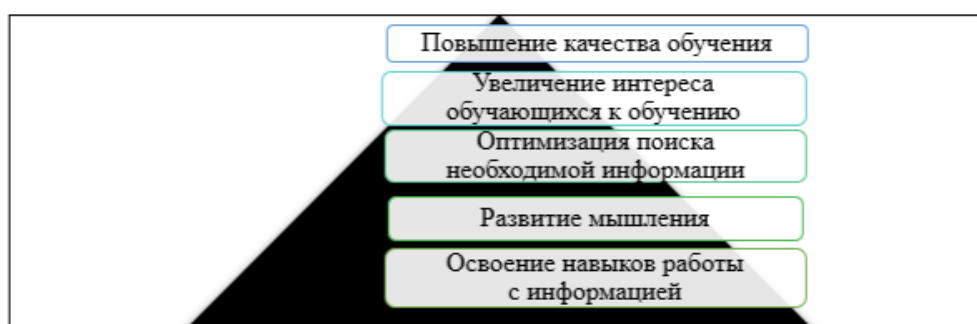 Повышение качества обучения
Увеличение интереса
обучающихся к обучению
Оптимизация поиска
необходимой информации
Развитие мышления
Освоение навыков работы
с информацией